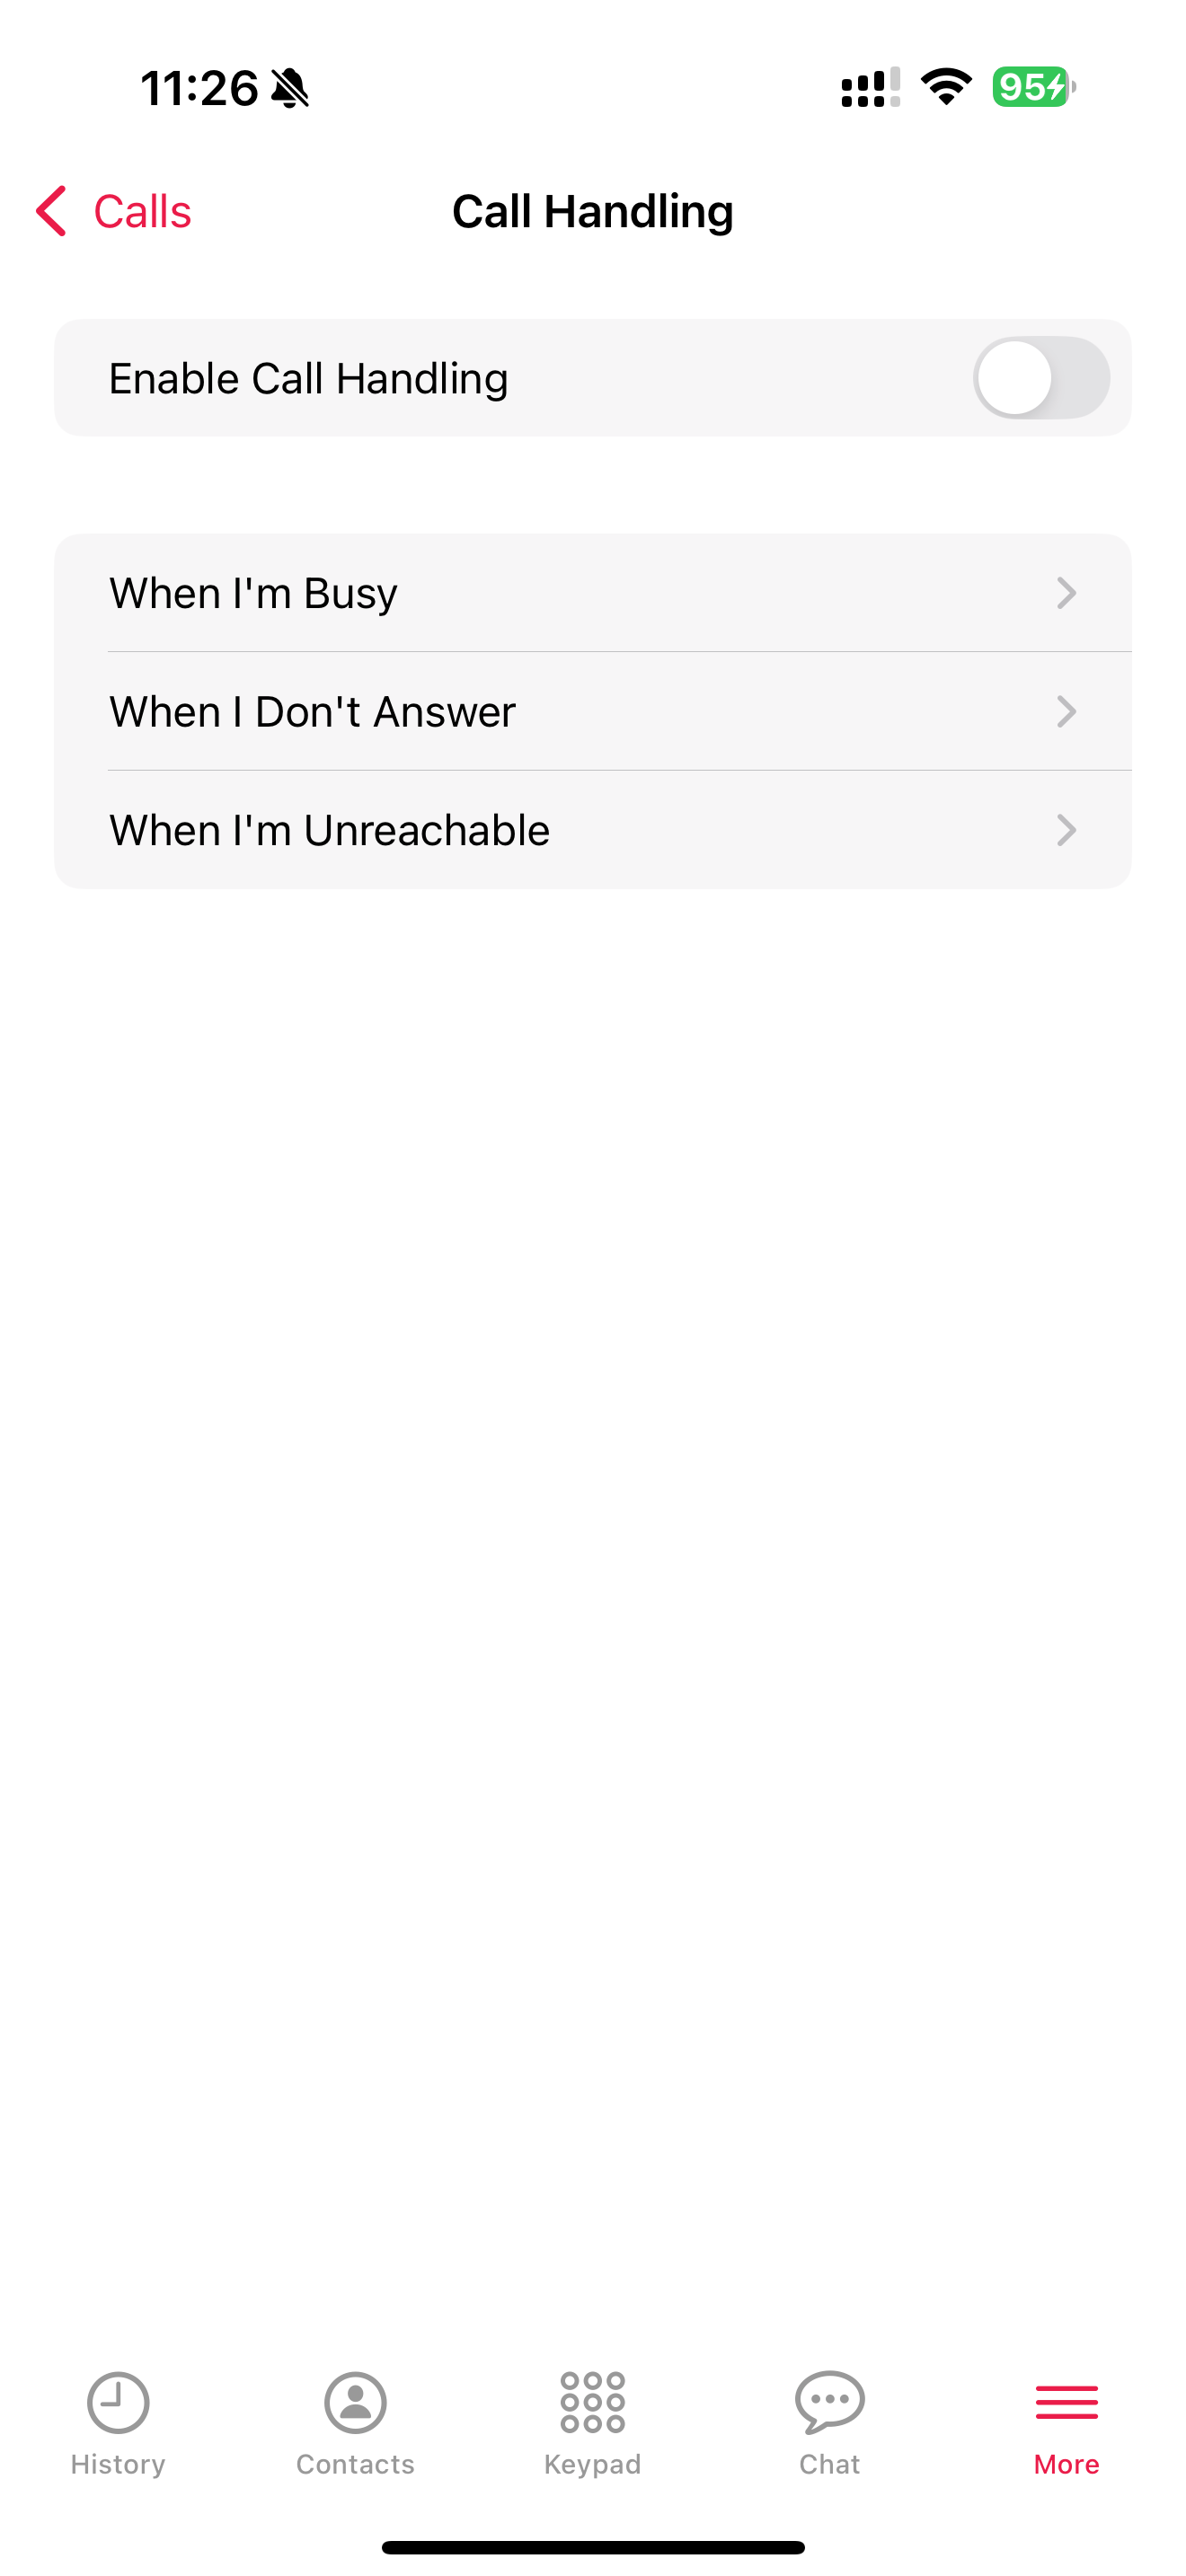 11:26
95
Calls
Call Handling
Enable Call Handling
When I'm Busy
When I Don't Answer
When I'm Unreachable
History
Contacts
Keypad
Chat
More